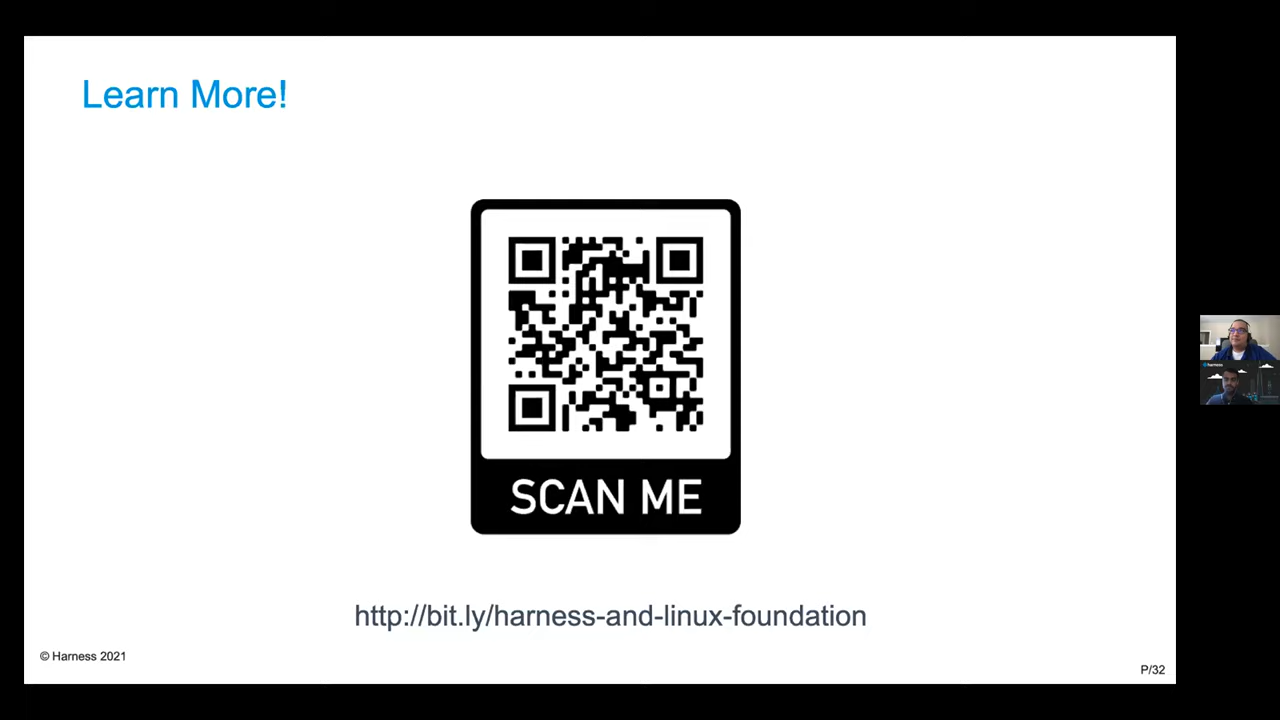 Learn More!
SCAN ME
http://bit.ly/harness-and-linux-foundation
© Harness 2021
P/32